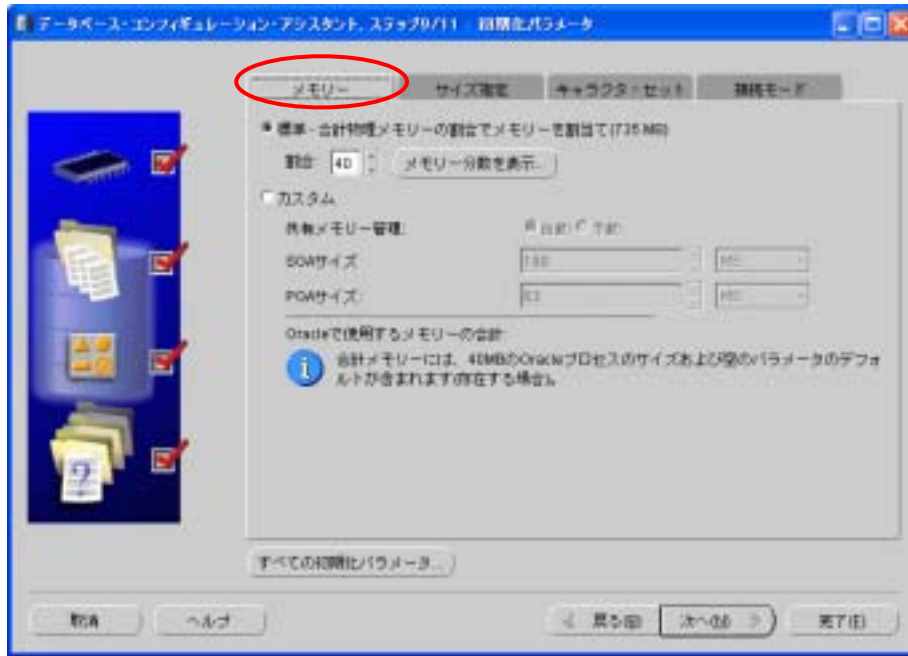 データベース・コンフィギュレーション・アシスタント, ステップ9/11 : 初期化パラメータ
メモリー サイズ指定 キャラクタ・セット 接続モード
標準 - 合計物理メモリーの割合でメモリーを割当て(735 MB)
割合: 40 メモリー分散を表示...
カスタム
共有メモリー管理: 自動 手動
SGAサイズ:
PGAサイズ:
Oracleで使用するメモリーの合計:
合計メモリーには、40MBのOracleプロセスのサイズおよび空のパラメータのデフォ
ルトが含まれます(存在する場合)。
すべての初期化パラメータ...
取消 ヘルプ 戻る(B) 次へ(N) 完了(F)